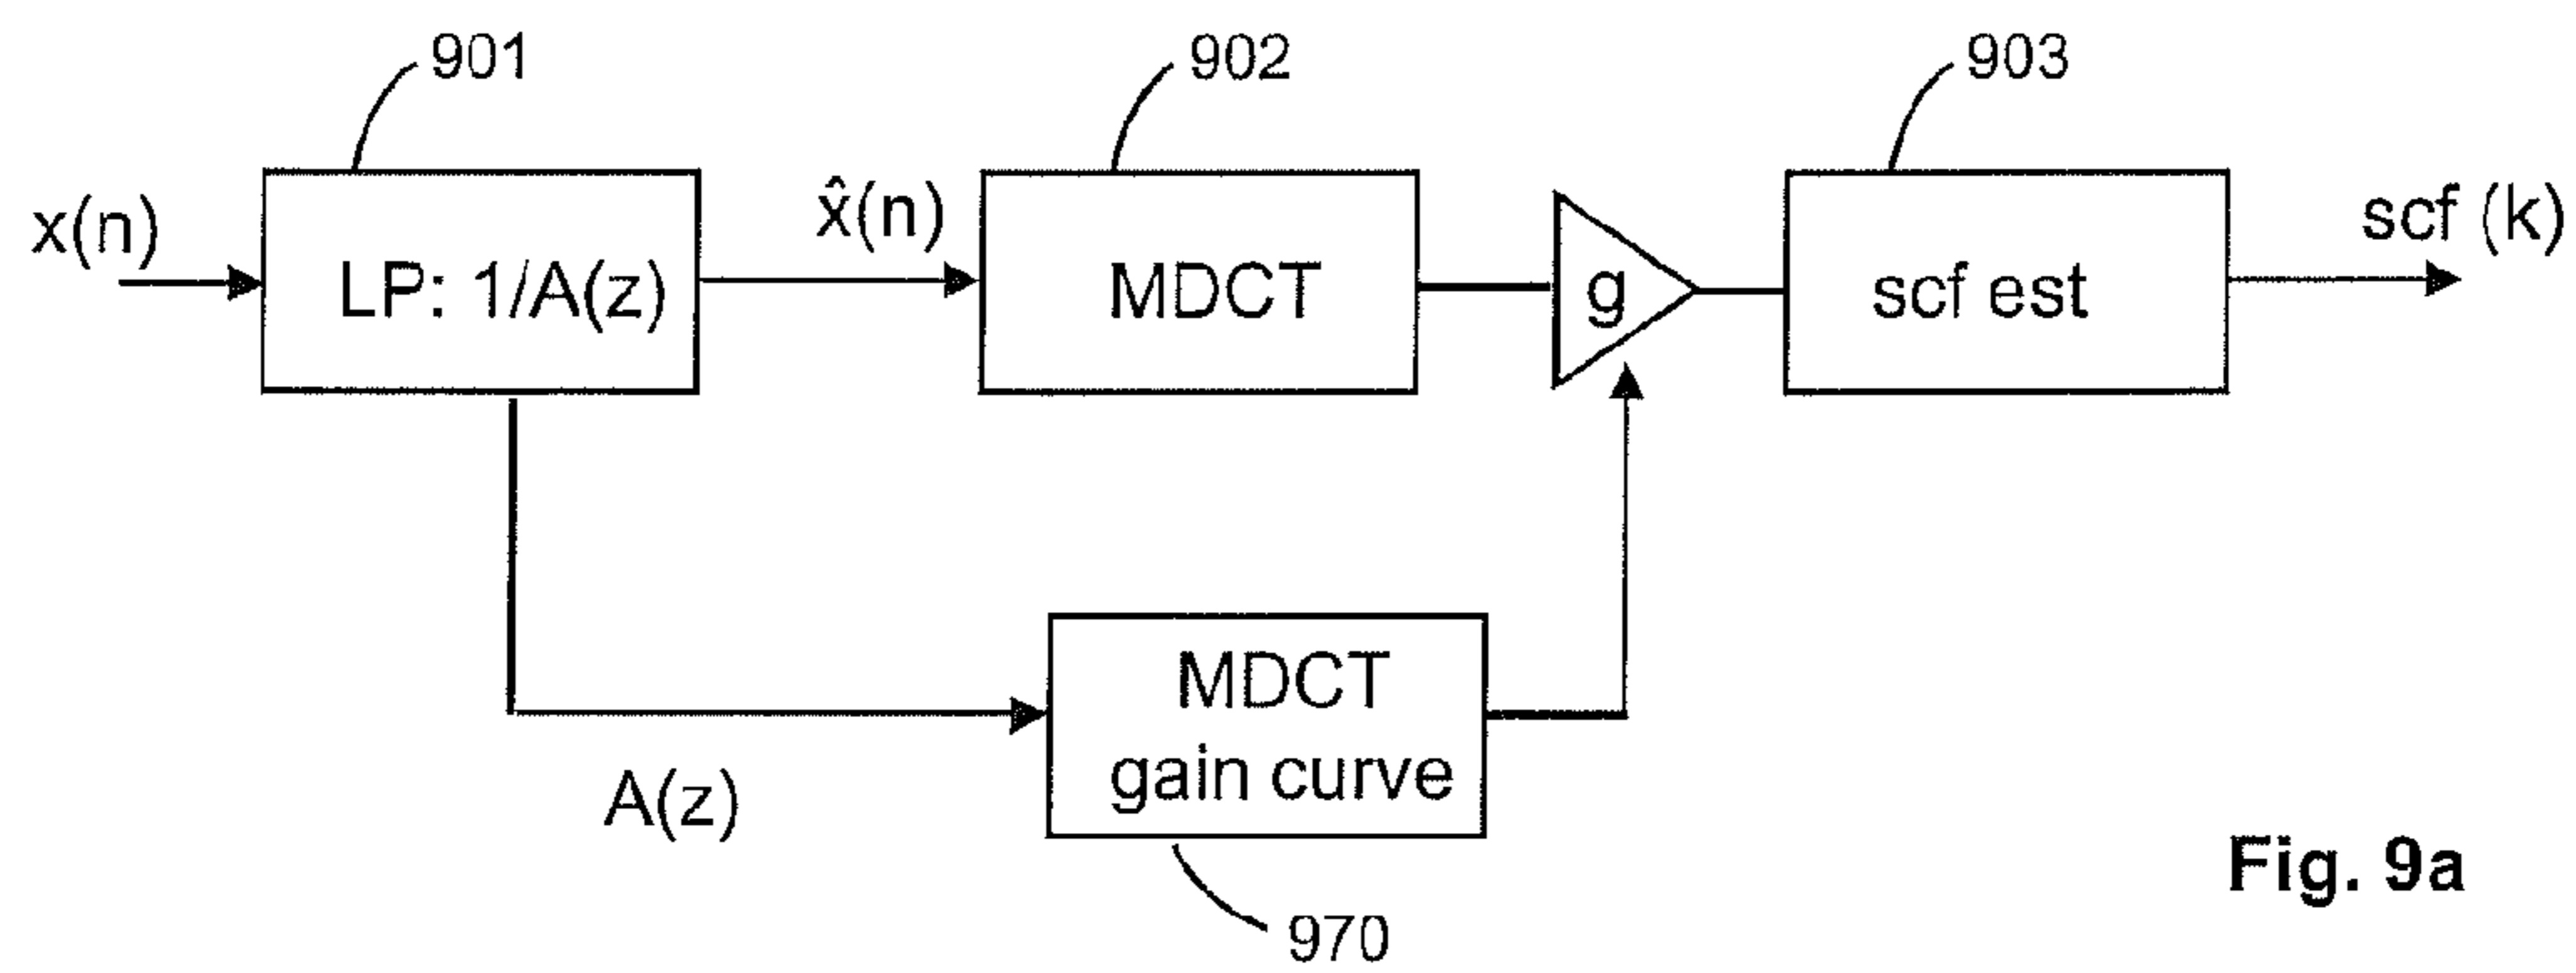 901
902
903
x(n)
LP: 1/A(z)
x̂(n)
MDCT
g
scf est
scf (k)
A(z)
MDCT
gain curve
970
Fig. 9a